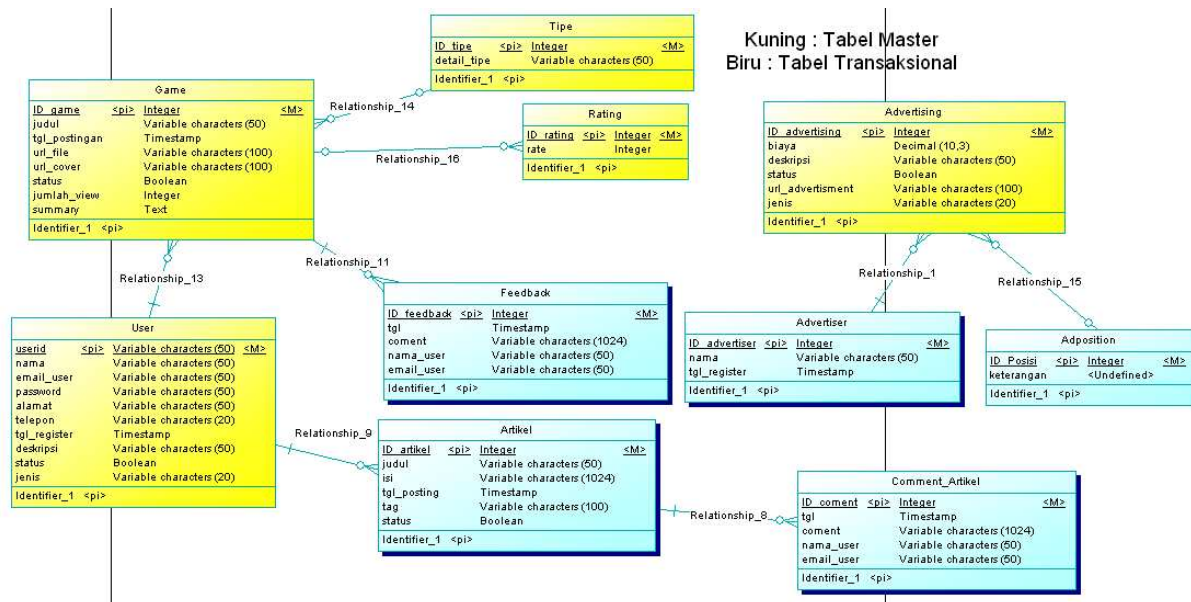 Tipe
ID_tipe <pi> Integer <M>
detail_tipe Variable characters (50)
Identifier_1 <pi>
Kuning : Tabel Master
Biru : Tabel Transaksional
Game
ID_game <pi> Integer <M>
judul Variable characters (50)
tgl_postingan Timestamp
url_file Variable characters (100)
url_cover Variable characters (100)
status Boolean
jumlah_view Integer
summary Text
Identifier_1 <pi>
Relationship_14
Rating
ID_rating <pi> Integer <M>
rate Integer
Identifier_1 <pi>
Relationship_16
Advertising
ID_advertising <pi> Integer <M>
biaya Decimal (10,3)
deskripsi Variable characters (50)
status Boolean
url_advertisment Variable characters (100)
jenis Variable characters (20)
Identifier_1 <pi>
Relationship_13
Relationship_11
Relationship_1
Relationship_15
Feedback
ID_feedback <pi> Integer <M>
tgl Timestamp
coment Variable characters (1024)
nama_user Variable characters (50)
email_user Variable characters (50)
Identifier_1 <pi>
Advertiser
ID_advertiser <pi> Integer <M>
nama Variable characters (50)
tgl_register Timestamp
Identifier_1 <pi>
Adposition
ID_Posisi <pi> Integer <M>
keterangan <Undefined>
Identifier_1 <pi>
User
userid <pi> Variable characters (50) <M>
nama Variable characters (50)
email_user Variable characters (50)
password Variable characters (50)
alamat Variable characters (50)
telepon Variable characters (20)
tgl_register Timestamp
deskripsi Variable characters (50)
status Boolean
jenis Variable characters (20)
Identifier_1 <pi>
Relationship_9
Artikel
ID_artikel <pi> Integer <M>
judul Variable characters (50)
isi Variable characters (1024)
tgl_posting Timestamp
tag Variable characters (100)
status Boolean
Identifier_1 <pi>
Relationship_8
Comment_Artikel
ID_coment <pi> Integer <M>
tgl Timestamp
coment Variable characters (1024)
nama_user Variable characters (50)
email_user Variable characters (50)
Identifier_1 <pi>